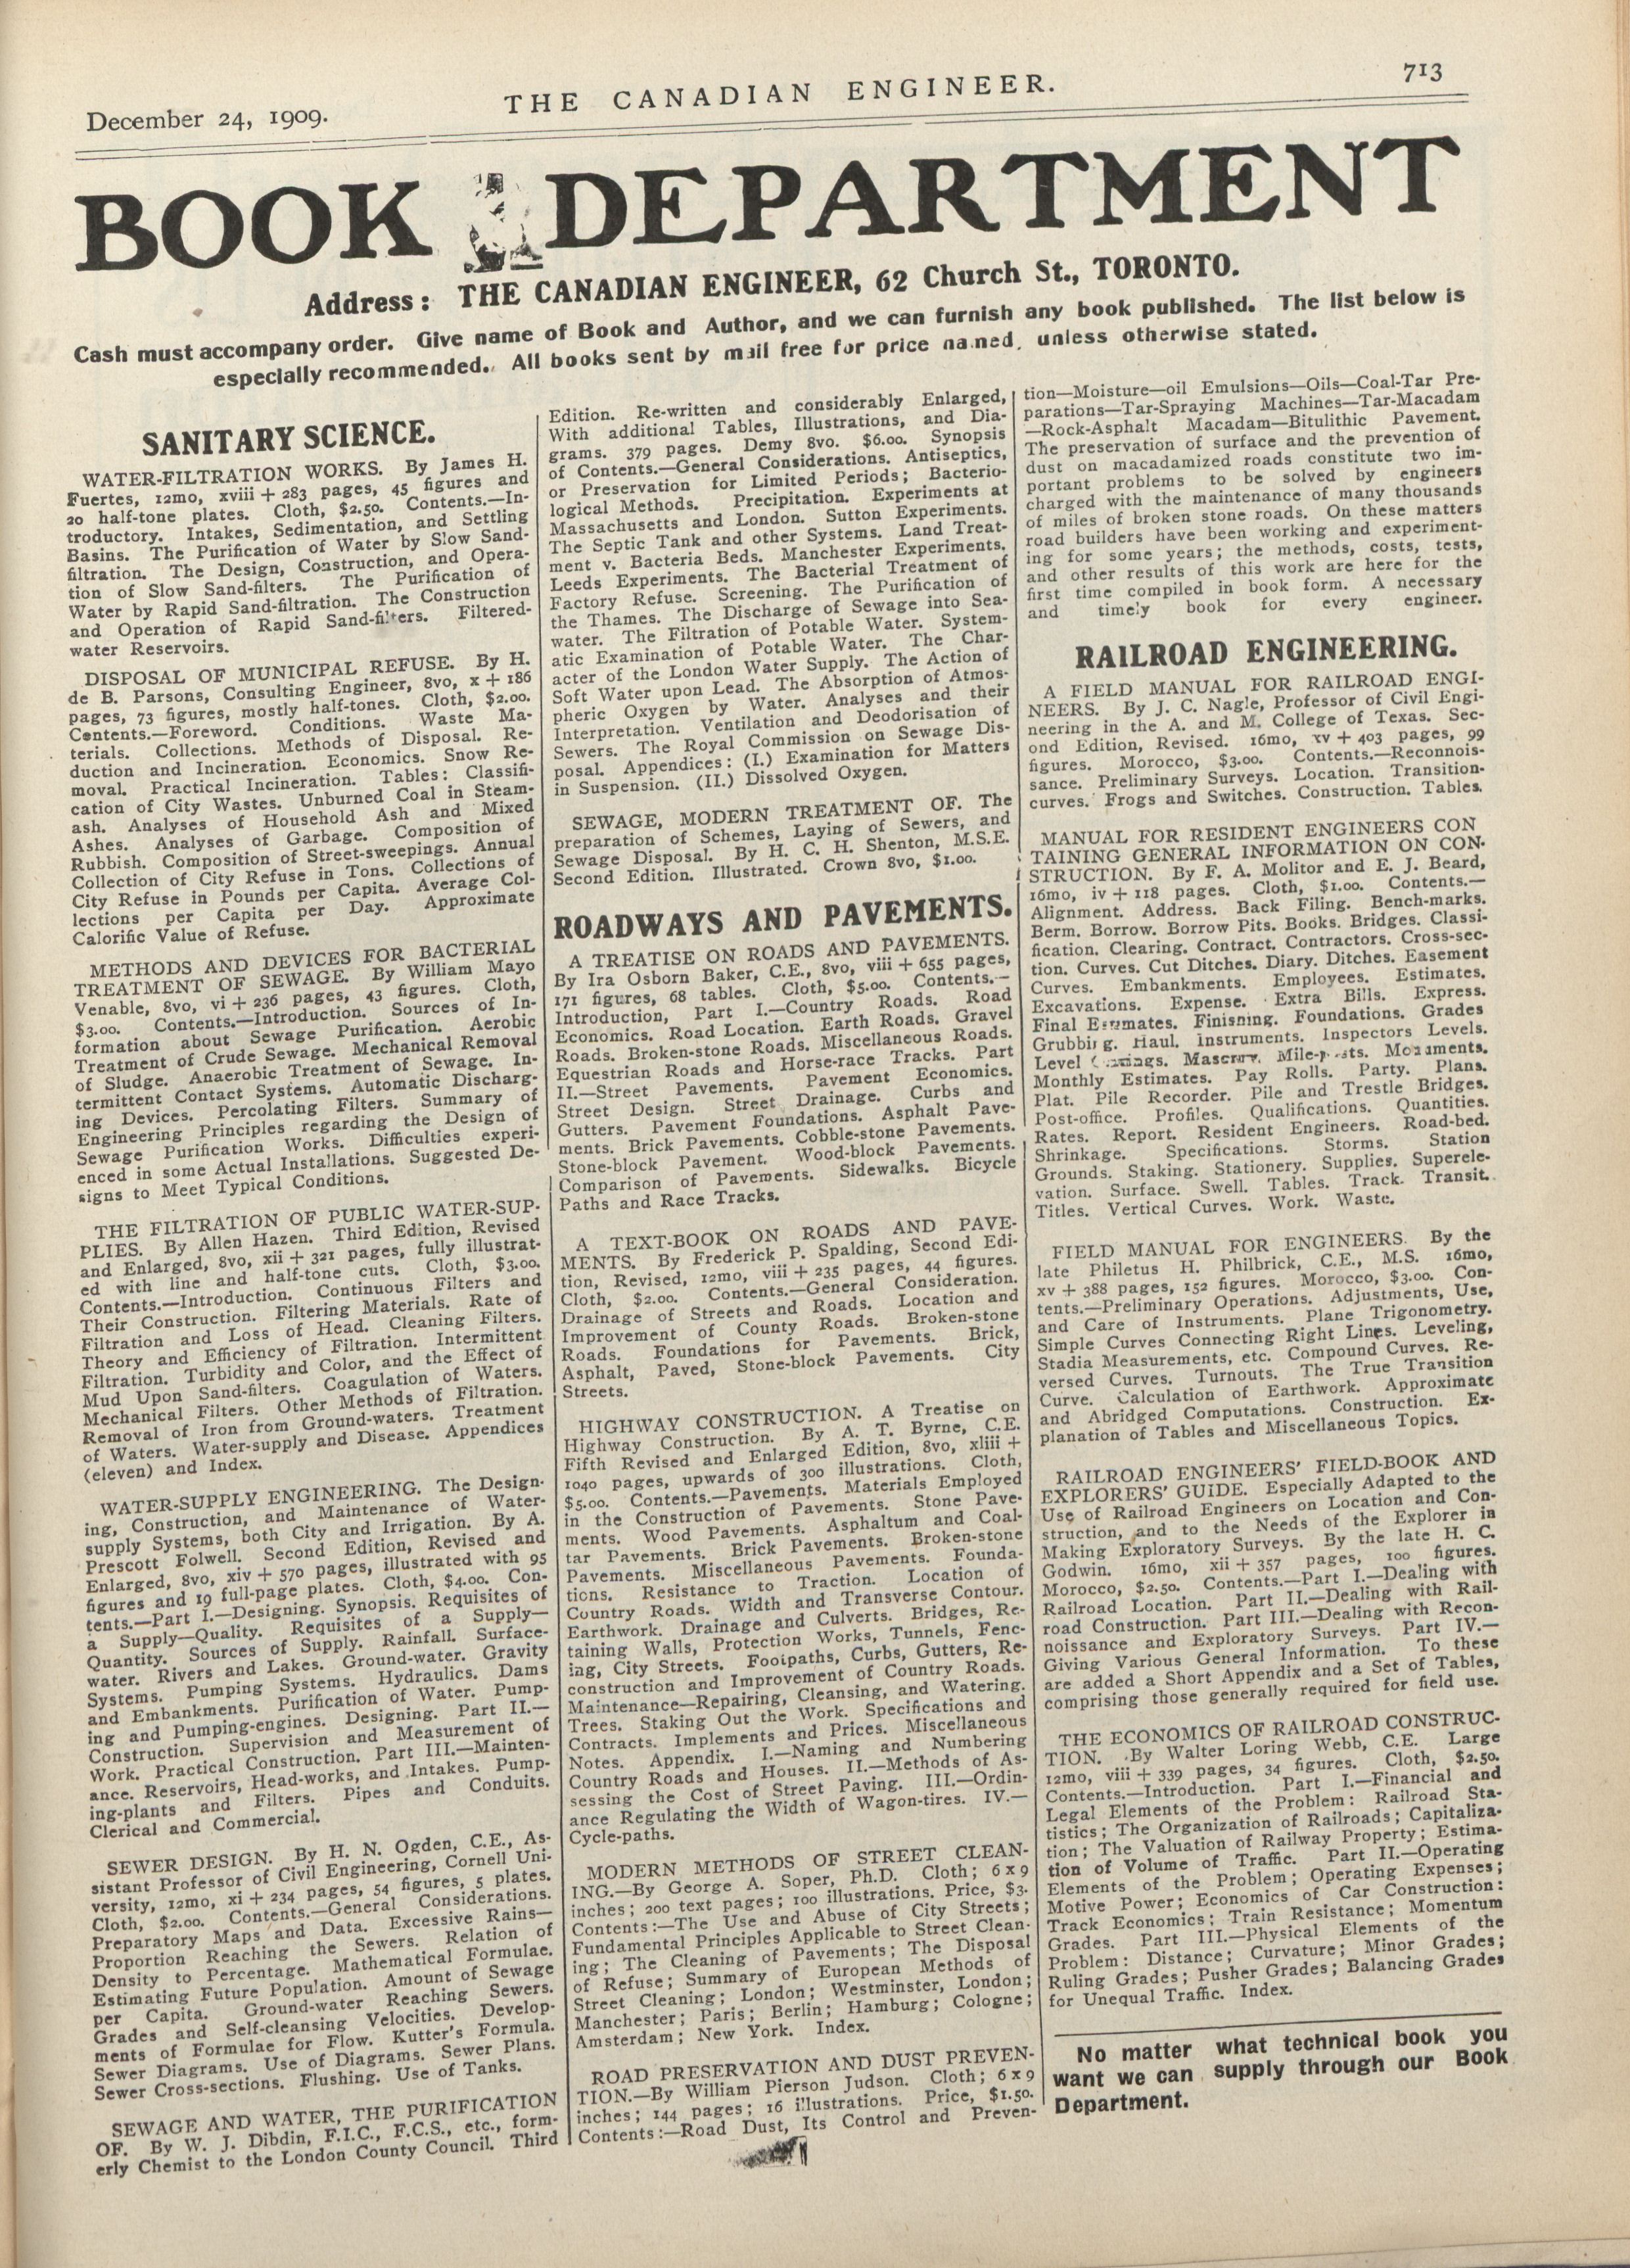 December 24, 1909.
THE CANADIAN ENGINEER.
713
BOOK DEPARTMENT
Address: THE CANADIAN ENGINEER, 62 Church St., TORONTO.
Cash must accompany order. Give name of Book and Author, and we can furnish any book published. The list below is
especially recommended. All books sent by mail free for price named, unless otherwise stated.
SANITARY SCIENCE.
WATER-FILTRATION WORKS. By James H.
Fuertes, 12mo, xviii + 283 pages, 45 figures and
20 half-tone plates. Cloth, $2.50. Contents.—In-
troductory. Intakes, Sedimentation, and Settling
Basins. The Purification of Water by Slow Sand-
filtration. The Design, Construction, and Opera-
tion of Slow Sand-filters. The Purification of
Water by Rapid Sand-filtration. The Construction
and Operation of Rapid Sand-filters. Filtered-
water Reservoirs.
DISPOSAL OF MUNICIPAL REFUSE. By H.
de B. Parsons, Consulting Engineer, 8vo, x + 186
pages, 73 figures, mostly half-tones. Cloth, $2.00.
Contents.—Foreword. Conditions. Waste Ma-
terials. Collections. Methods of Disposal. Re-
duction and Incineration. Economics. Snow Re-
moval. Practical Incineration. Tables: Classifi-
cation of City Wastes. Unburned Coal in Steam-
ash. Analyses of Household Ash and Mixed
Ashes. Analyses of Garbage. Composition of
Rubbish. Composition of Street-sweepings. Annual
Collection of City Refuse in Tons. Collections of
City Refuse in Pounds per Capita. Average Col-
lections per Capita per Day. Approximate
Calorific Value of Refuse.
METHODS AND DEVICES FOR BACTERIAL
TREATMENT OF SEWAGE. By William Mayo
Venable, 8vo, vi + 236 pages, 43 figures. Cloth,
$3.00. Contents.—Introduction. Sources of In-
formation about Sewage Purification. Aerobic
Treatment of Crude Sewage. Mechanical Removal
of Sludge. Anaerobic Treatment of Sewage. In-
termittent Contact Systems. Automatic Discharg-
ing Devices. Percolating Filters. Summary of
Engineering Principles regarding the Design of
Sewage Purification Works. Difficulties experi-
enced in some Actual Installations. Suggested De-
signs to Meet Typical Conditions.
THE FILTRATION OF PUBLIC WATER-SUP-
PLIES. By Allen Hazen. Third Edition, Revised
and Enlarged, 8vo, xii + 321 pages, fully illustrat-
ed with line and half-tone cuts. Cloth, $3.00.
Contents.—Introduction. Continuous Filters and
Their Construction. Filtering Materials. Rate of
Filtration and Loss of Head. Cleaning Filters.
Theory and Efficiency of Filtration. Intermittent
Filtration. Turbidity and Color, and the Effect of
Mud Upon Sand-filters. Coagulation of Waters.
Mechanical Filters. Other Methods of Filtration.
Removal of Iron from Ground-waters. Treatment
of Waters. Water-supply and Disease. Appendices
(eleven) and Index.
WATER-SUPPLY ENGINEERING. The Design-
ing, Construction, and Maintenance of Water-
supply Systems, both City and Irrigation. By A.
Prescott Folwell. Second Edition, Revised and
Enlarged, 8vo, xiv + 570 pages, illustrated with 95
figures and 19 full-page plates. Cloth, $4.00. Con-
tents.—Part I.—Designing. Synopsis. Requisites of
a Supply—Quality. Requisites of a Supply—
Quantity. Sources of Supply. Rainfall. Surface-
water. Rivers and Lakes. Ground-water. Gravity
Systems. Pumping Systems. Hydraulics. Dams
and Embankments. Purification of Water. Pump-
ing and Pumping-engines. Designing. Part II.—
Construction. Supervision and Measurement of
Work. Practical Construction. Part III.—Mainten-
ance. Reservoirs, Head-works, and Intakes. Pump-
ing-plants and Filters. Pipes and Conduits.
Clerical and Commercial.
SEWER DESIGN. By H. N. Ogden, C.E., As-
sistant Professor of Civil Engineering, Cornell Uni-
versity, 12mo, xi + 234 pages, 54 figures, 5 plates.
Cloth, $2.00. Contents.—General Considerations.
Preparatory Maps and Data. Excessive Rains—
Proportion Reaching the Sewers. Relation of
Density to Percentage. Mathematical Formulae.
Estimating Future Population. Amount of Sewage
per Capita. Ground-water Reaching Sewers.
Grades and Self-cleansing Velocities. Develop-
ments of Formulae for Flow. Kutter's Formula.
Sewer Diagrams. Use of Diagrams. Sewer Plans.
Sewer Cross-sections. Flushing. Use of Tanks.
SEWAGE AND WATER, THE PURIFICATION
OF. By W. J. Dibdin, F.I.C., F.C.S., etc., form-
erly Chemist to the London County Council. Third
Edition. Re-written and considerably Enlarged,
With additional Tables, Illustrations, and Dia-
grams. 379 pages. Demy 8vo. $6.00. Synopsis
of Contents.—General Considerations. Antiseptics,
or Preservation for Limited Periods; Bacterio-
logical Methods. Precipitation. Experiments at
Massachusetts and London. Sutton Experiments.
The Septic Tank and other Systems. Land Treat-
ment v. Bacteria Beds. Manchester Experiments.
Leeds Experiments. The Bacterial Treatment of
Factory Refuse. Screening. The Purification of
the Thames. The Discharge of Sewage into Sea-
water. The Filtration of Potable Water. System-
atic Examination of Potable Water. The Char-
acter of the London Water Supply. The Action of
Soft Water upon Lead. The Absorption of Atmos-
pheric Oxygen by Water. Analyses and their
Interpretation. Ventilation and Deodorisation of
Sewers. The Royal Commission on Sewage Dis-
posal. Appendices: (I.) Examination for Matters
in Suspension. (II.) Dissolved Oxygen.
SEWAGE, MODERN TREATMENT OF. The
preparation of Schemes, Laying of Sewers, and
Sewage Disposal. By H. C. H. Shenton, M.S.E.
Second Edition. Illustrated. Crown 8vo, $1.00.
ROADWAYS AND PAVEMENTS.
A TREATISE ON ROADS AND PAVEMENTS.
By Ira Osborn Baker, C.E., 8vo, viii + 655 pages,
171 figures, 68 tables. Cloth, $5.00. Contents.—
Introduction, Part I.—Country Roads. Road
Economics. Road Location. Earth Roads. Gravel
Roads. Broken-stone Roads. Miscellaneous Roads.
Equestrian Roads and Horse-race Tracks. Part
II.—Street Pavements. Pavement Economics.
Street Design. Street Drainage. Curbs and
Gutters. Pavement Foundations. Asphalt Pave-
ments. Brick Pavements. Cobble-stone Pavements.
Stone-block Pavement. Wood-block Pavements.
Comparison of Pavements. Sidewalks. Bicycle
Paths and Race Tracks.
A TEXT-BOOK ON ROADS AND PAVE-
MENTS. By Frederick P. Spalding, Second Edi-
tion, Revised, 12mo, viii + 235 pages, 44 figures.
Cloth, $2.00. Contents.—General Consideration.
Drainage of Streets and Roads. Location and
Improvement of County Roads. Broken-stone
Roads. Foundations for Pavements. Brick,
Asphalt, Paved, Stone-block Pavements. City
Streets.
HIGHWAY CONSTRUCTION. A Treatise on
Highway Construction. By A. T. Byrne, C.E.
Fifth Revised and Enlarged Edition, 8vo, xliii +
1040 pages, upwards of 300 illustrations. Cloth,
$5.00. Contents.—Pavements. Materials Employed
in the Construction of Pavements. Stone Pave-
ments. Wood Pavements. Asphaltum and Coal-
tar Pavements. Brick Pavements. Broken-stone
Pavements. Miscellaneous Pavements. Founda-
tions. Resistance to Traction. Location of
Country Roads. Width and Transverse Contour.
Earthwork. Drainage and Culverts. Bridges, Re-
taining Walls, Protection Works, Tunnels, Fenc-
ing, City Streets. Footpaths, Curbs, Gutters, Re-
construction and Improvement of Country Roads.
Maintenance—Repairing, Cleansing, and Watering.
Trees. Staking Out the Work. Specifications and
Contracts. Implements and Prices. Miscellaneous
Notes. Appendix. I.—Naming and Numbering
Country Roads and Houses. II.—Methods of As-
sessing the Cost of Street Paving. III.—Ordin-
ance Regulating the Width of Wagon-tires. IV.—
Cycle-paths.
MODERN METHODS OF STREET CLEAN-
ING.—By George A. Soper, Ph.D. Cloth; 6 x 9
inches; 200 text pages; 100 illustrations. Price, $3.
Contents:—The Use and Abuse of City Streets;
Fundamental Principles Applicable to Street Clean-
ing; The Cleaning of Pavements; The Disposal
of Refuse; Summary of European Methods of
Street Cleaning; London; Westminster, London;
Manchester; Paris; Berlin; Hamburg; Cologne;
Amsterdam; New York. Index.
ROAD PRESERVATION AND DUST PREVEN-
TION.—By William Pierson Judson. Cloth; 6 x 9
inches; 144 pages; 16 illustrations. Price, $1.50.
Contents:—Road Dust, Its Control and Preven-
tion—Moisture—oil Emulsions—Oils—Coal-Tar Pre-
parations—Tar-Spraying Machines—Tar-Macadam
—Rock-Asphalt Macadam—Bitulithic Pavement.
The preservation of surface and the prevention of
dust on macadamized roads constitute two im-
portant problems to be solved by engineers
charged with the maintenance of many thousands
of miles of broken stone roads. On these matters
road builders have been working and experiment-
ing for some years; the methods, costs, tests,
and other results of this work are here for the
first time compiled in book form. A necessary
and timely book for every engineer.
RAILROAD ENGINEERING.
A FIELD MANUAL FOR RAILROAD ENGI-
NEERS. By J. C. Nagle, Professor of Civil Engi-
neering in the A. and M. College of Texas. Sec-
ond Edition, Revised. 16mo, xv + 403 pages, 99
figures. Morocco, $3.00. Contents.—Reconnois-
sance. Preliminary Surveys. Location. Transition-
curves. Frogs and Switches. Construction. Tables.
MANUAL FOR RESIDENT ENGINEERS CON
TAINING GENERAL INFORMATION ON CON-
STRUCTION. By F. A. Molitor and E. J. Beard,
16mo, iv + 118 pages. Cloth, $1.00. Contents.—
Alignment. Address. Back Filing. Bench-marks.
Berm. Borrow. Borrow Pits. Books. Bridges. Classi-
fication. Clearing. Contract. Contractors. Cross-sec-
tion. Curves. Cut Ditches. Diary. Ditches. Easement
Curves. Embankments. Employees. Estimates.
Excavations. Expense. Extra Bills. Express.
Final Estimates. Finishing. Foundations. Grades
Grubbing. Haul. Instruments. Inspectors Levels.
Level Masonry. Mile-posts. Monuments.
Monthly Estimates. Pay Rolls. Party. Plans.
Plat. Pile Recorder. Pile and Trestle Bridges.
Post-office. Profiles. Qualifications. Quantities.
Rates. Report. Resident Engineers. Road-bed.
Shrinkage. Specifications. Storms. Station
Grounds. Staking. Stationery. Supplies. Superele-
vation. Surface. Swell. Tables. Track. Transit.
Titles. Vertical Curves. Work. Waste.
FIELD MANUAL FOR ENGINEERS. By the
late Philetus H. Philbrick, C.E., M.S. 16mo,
xv + 388 pages, 152 figures. Morocco, $3.00. Con-
tents.—Preliminary Operations. Adjustments, Use,
and Care of Instruments. Plane Trigonometry.
Simple Curves Connecting Right Lines. Leveling,
Stadia Measurements, etc. Compound Curves. Re-
versed Curves. Turnouts. The True Transition
Curve. Calculation of Earthwork. Approximate
and Abridged Computations. Construction. Ex-
planation of Tables and Miscellaneous Topics.
RAILROAD ENGINEERS' FIELD-BOOK AND
EXPLORERS' GUIDE. Especially Adapted to the
Use of Railroad Engineers on Location and Con-
struction, and to the Needs of the Explorer in
Making Exploratory Surveys. By the late H. C.
Godwin. 16mo, xii + 357 pages, 100 figures.
Morocco, $2.50. Contents.—Part I.—Dealing with
Railroad Location. Part II.—Dealing with Rail-
road Construction. Part III.—Dealing with Recon-
noissance and Exploratory Surveys. Part IV.—
Giving Various General Information. To these
are added a Short Appendix and a Set of Tables,
comprising those generally required for field use.
THE ECONOMICS OF RAILROAD CONSTRUC-
TION. By Walter Loring Webb, C.E. Large
12mo, viii + 339 pages, 34 figures. Cloth, $2.50.
Contents.—Introduction. Part I.—Financial and
Legal Elements of the Problem: Railroad Sta-
tistics; The Organization of Railroads; Capitaliza-
tion; The Valuation of Railway Property; Estima-
tion of Volume of Traffic. Part II.—Operating
Elements of the Problem; Operating Expenses;
Motive Power; Economics of Car Construction:
Track Economics; Train Resistance; Momentum
Grades. Part III.—Physical Elements of the
Problem: Distance; Curvature; Minor Grades;
Ruling Grades; Pusher Grades; Balancing Grades
for Unequal Traffic. Index.
No matter what technical book you
want we can supply through our Book
Department.